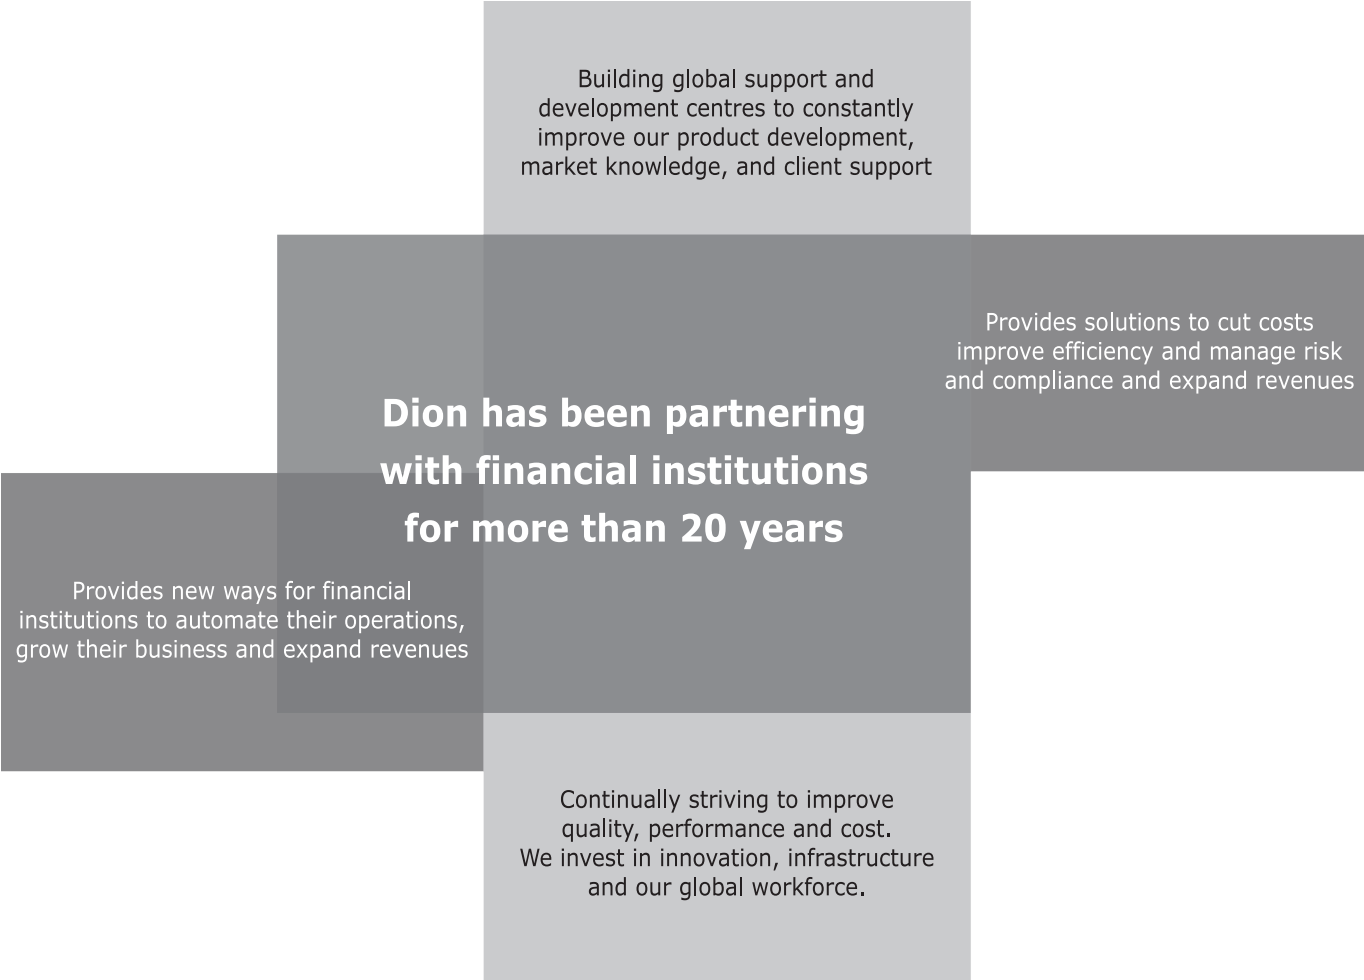 Building global support and
development centres to constantly
improve our product development,
market knowledge, and client support
Provides solutions to cut costs
improve efficiency and manage risk
and compliance and expand revenues
Dion has been partnering
with financial institutions
for more than 20 years
Provides new ways for financial
institutions to automate their operations,
grow their business and expand revenues
Continually striving to improve
quality, performance and cost.
We invest in innovation, infrastructure
and our global workforce.